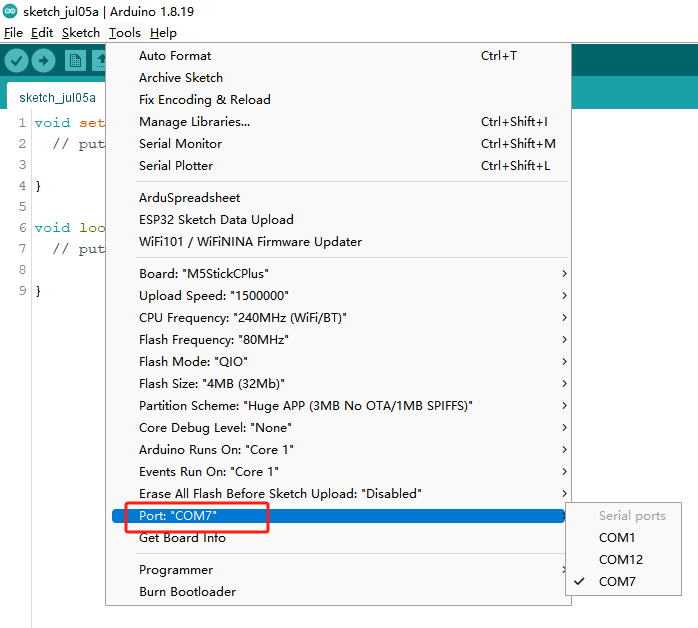 sketch_jul05a | Arduino 1.8.19
File Edit Sketch Tools Help
sketch_jul05a
1 void set
2 // put
3
4 }
5
6 void loo
7 // put
8
9 }
Auto Format Ctrl+T
Archive Sketch
Fix Encoding & Reload
Manage Libraries... Ctrl+Shift+I
Serial Monitor Ctrl+Shift+M
Serial Plotter Ctrl+Shift+L
ArduSpreadsheet
ESP32 Sketch Data Upload
WiFi101 / WiFiNINA Firmware Updater
Board: "M5StickCPlus"
Upload Speed: "1500000"
CPU Frequency: "240MHz (WiFi/BT)"
Flash Frequency: "80MHz"
Flash Mode: "QIO"
Flash Size: "4MB (32Mb)"
Partition Scheme: "Huge APP (3MB No OTA/1MB SPIFFS)"
Core Debug Level: "None"
Arduino Runs On: "Core 1"
Events Run On: "Core 1"
Erase All Flash Before Sketch Upload: "Disabled"
Port: "COM7"
Get Board Info
Programmer
Burn Bootloader
Serial ports
COM1
COM12
COM7